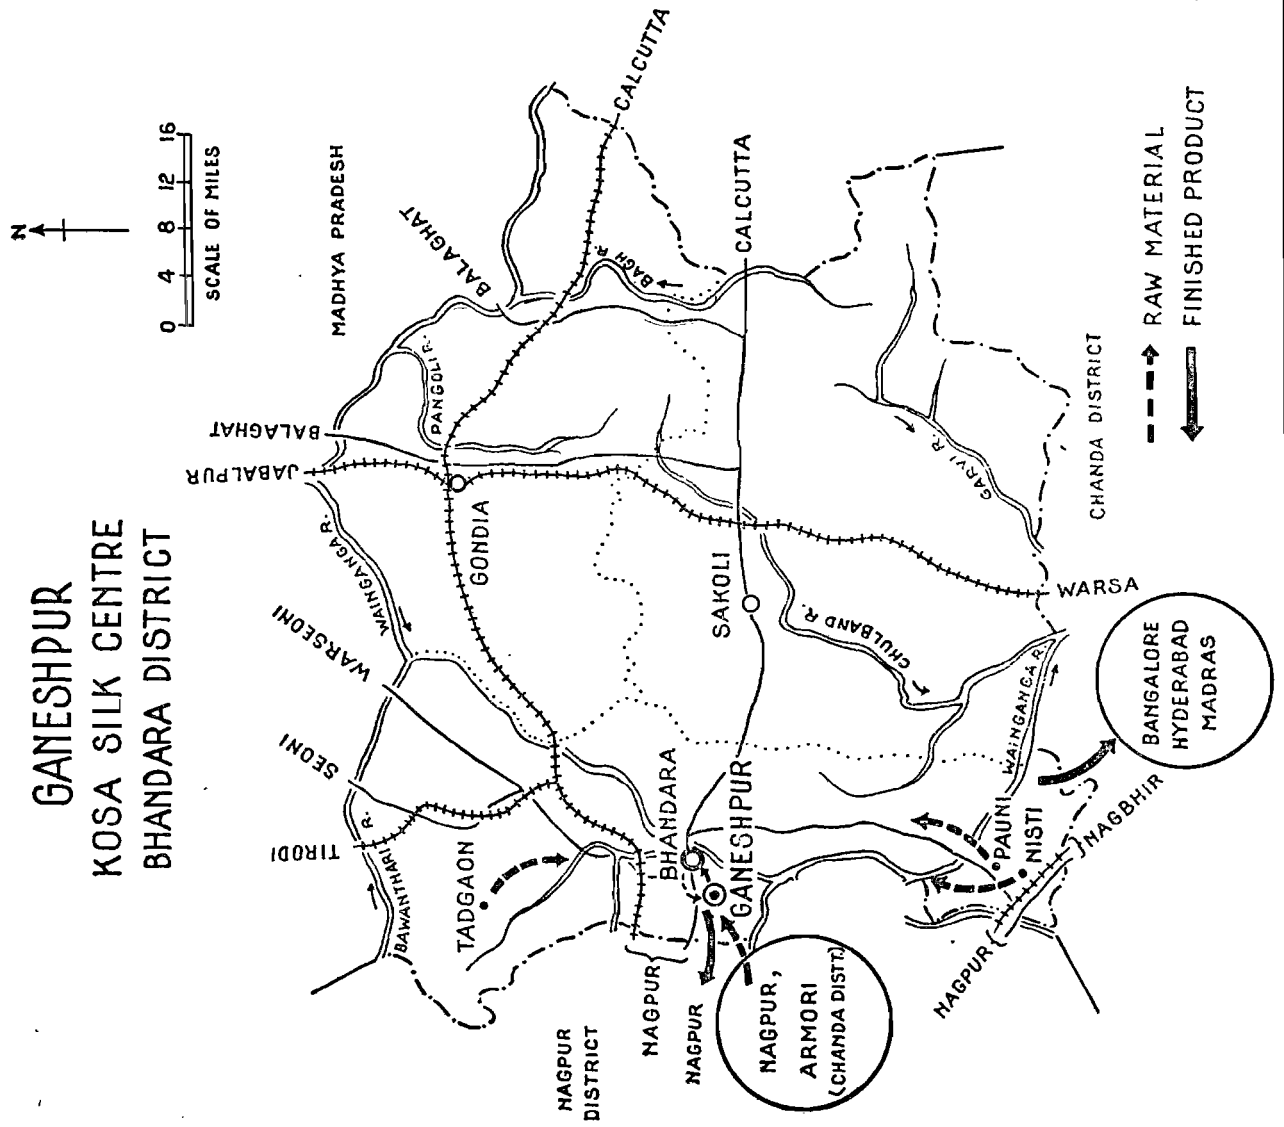 GANESHPUR
KOSA SILK CENTRE
BHANDARA DISTRICT
N
0 4 8 12 16
SCALE OF MILES
MADHYA PRADESH
TIRODI
SEONI
WARSEONI
JABALPUR
BALAGHAT
BALAGHAT
CALCUTTA
CALCUTTA
BAWANTHARI R.
WAINGANGA R.
PANGOLI R.
BAGH R.
TADGAON
GONDIA
NAGPUR DISTRICT
NAGPUR
NAGPUR
BHANDARA
GANESHPUR
SAKOLI
NAGPUR,
ARMORI
(CHANDA DISTT.)
CHULBAND R.
GARVI R.
WAINGANGA R.
PAUNI
NISTI
NAGPUR
NAGBHIR
WARSA
CHANDA DISTRICT
BANGALORE
HYDERABAD
MADRAS
RAW MATERIAL
FINISHED PRODUCT